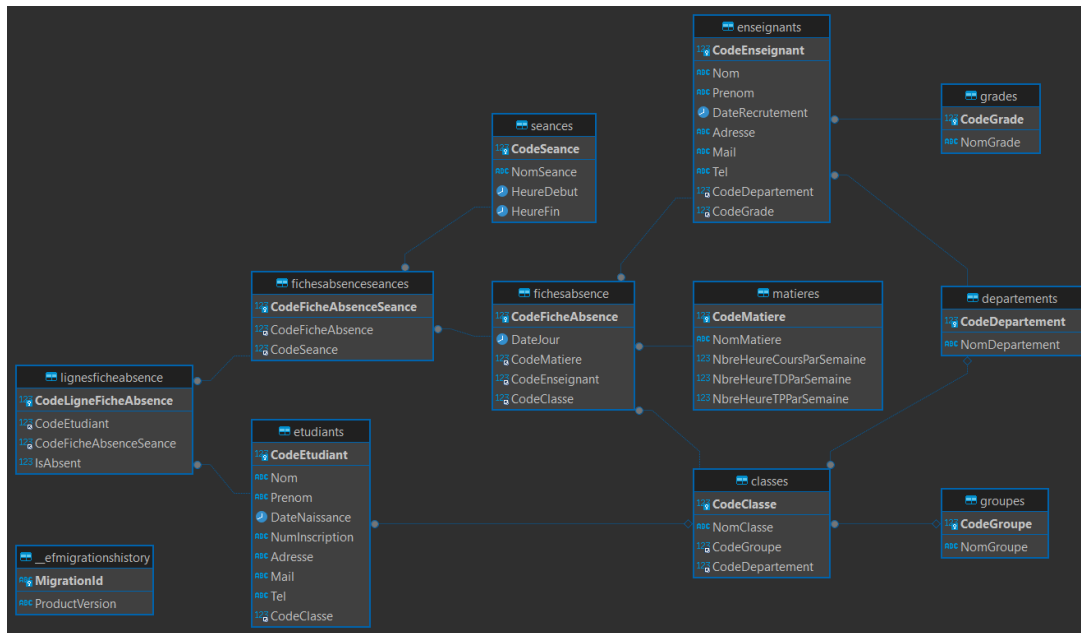 enseignants
CodeEnseignant
Nom
Prenom
DateRecrutement
Adresse
Mail
Tel
CodeDepartement
CodeGrade
grades
CodeGrade
NomGrade
seances
CodeSeance
NomSeance
HeureDebut
HeureFin
fichesabsenceseances
CodeFicheAbsenceSeance
CodeFicheAbsence
CodeSeance
fichesabsence
CodeFicheAbsence
DateJour
CodeMatiere
CodeEnseignant
CodeClasse
matieres
CodeMatiere
NomMatiere
NbreHeureCoursParSemaine
NbreHeureTDParSemaine
NbreHeureTPParSemaine
departements
CodeDepartement
NomDepartement
lignesficheabsence
CodeLigneFicheAbsence
CodeEtudiant
CodeFicheAbsenceSeance
IsAbsent
etudiants
CodeEtudiant
Nom
Prenom
DateNaissance
NumInscription
Adresse
Mail
Tel
CodeClasse
classes
CodeClasse
NomClasse
CodeGroupe
CodeDepartement
groupes
CodeGroupe
NomGroupe
__efmigrationshistory
MigrationId
ProductVersion